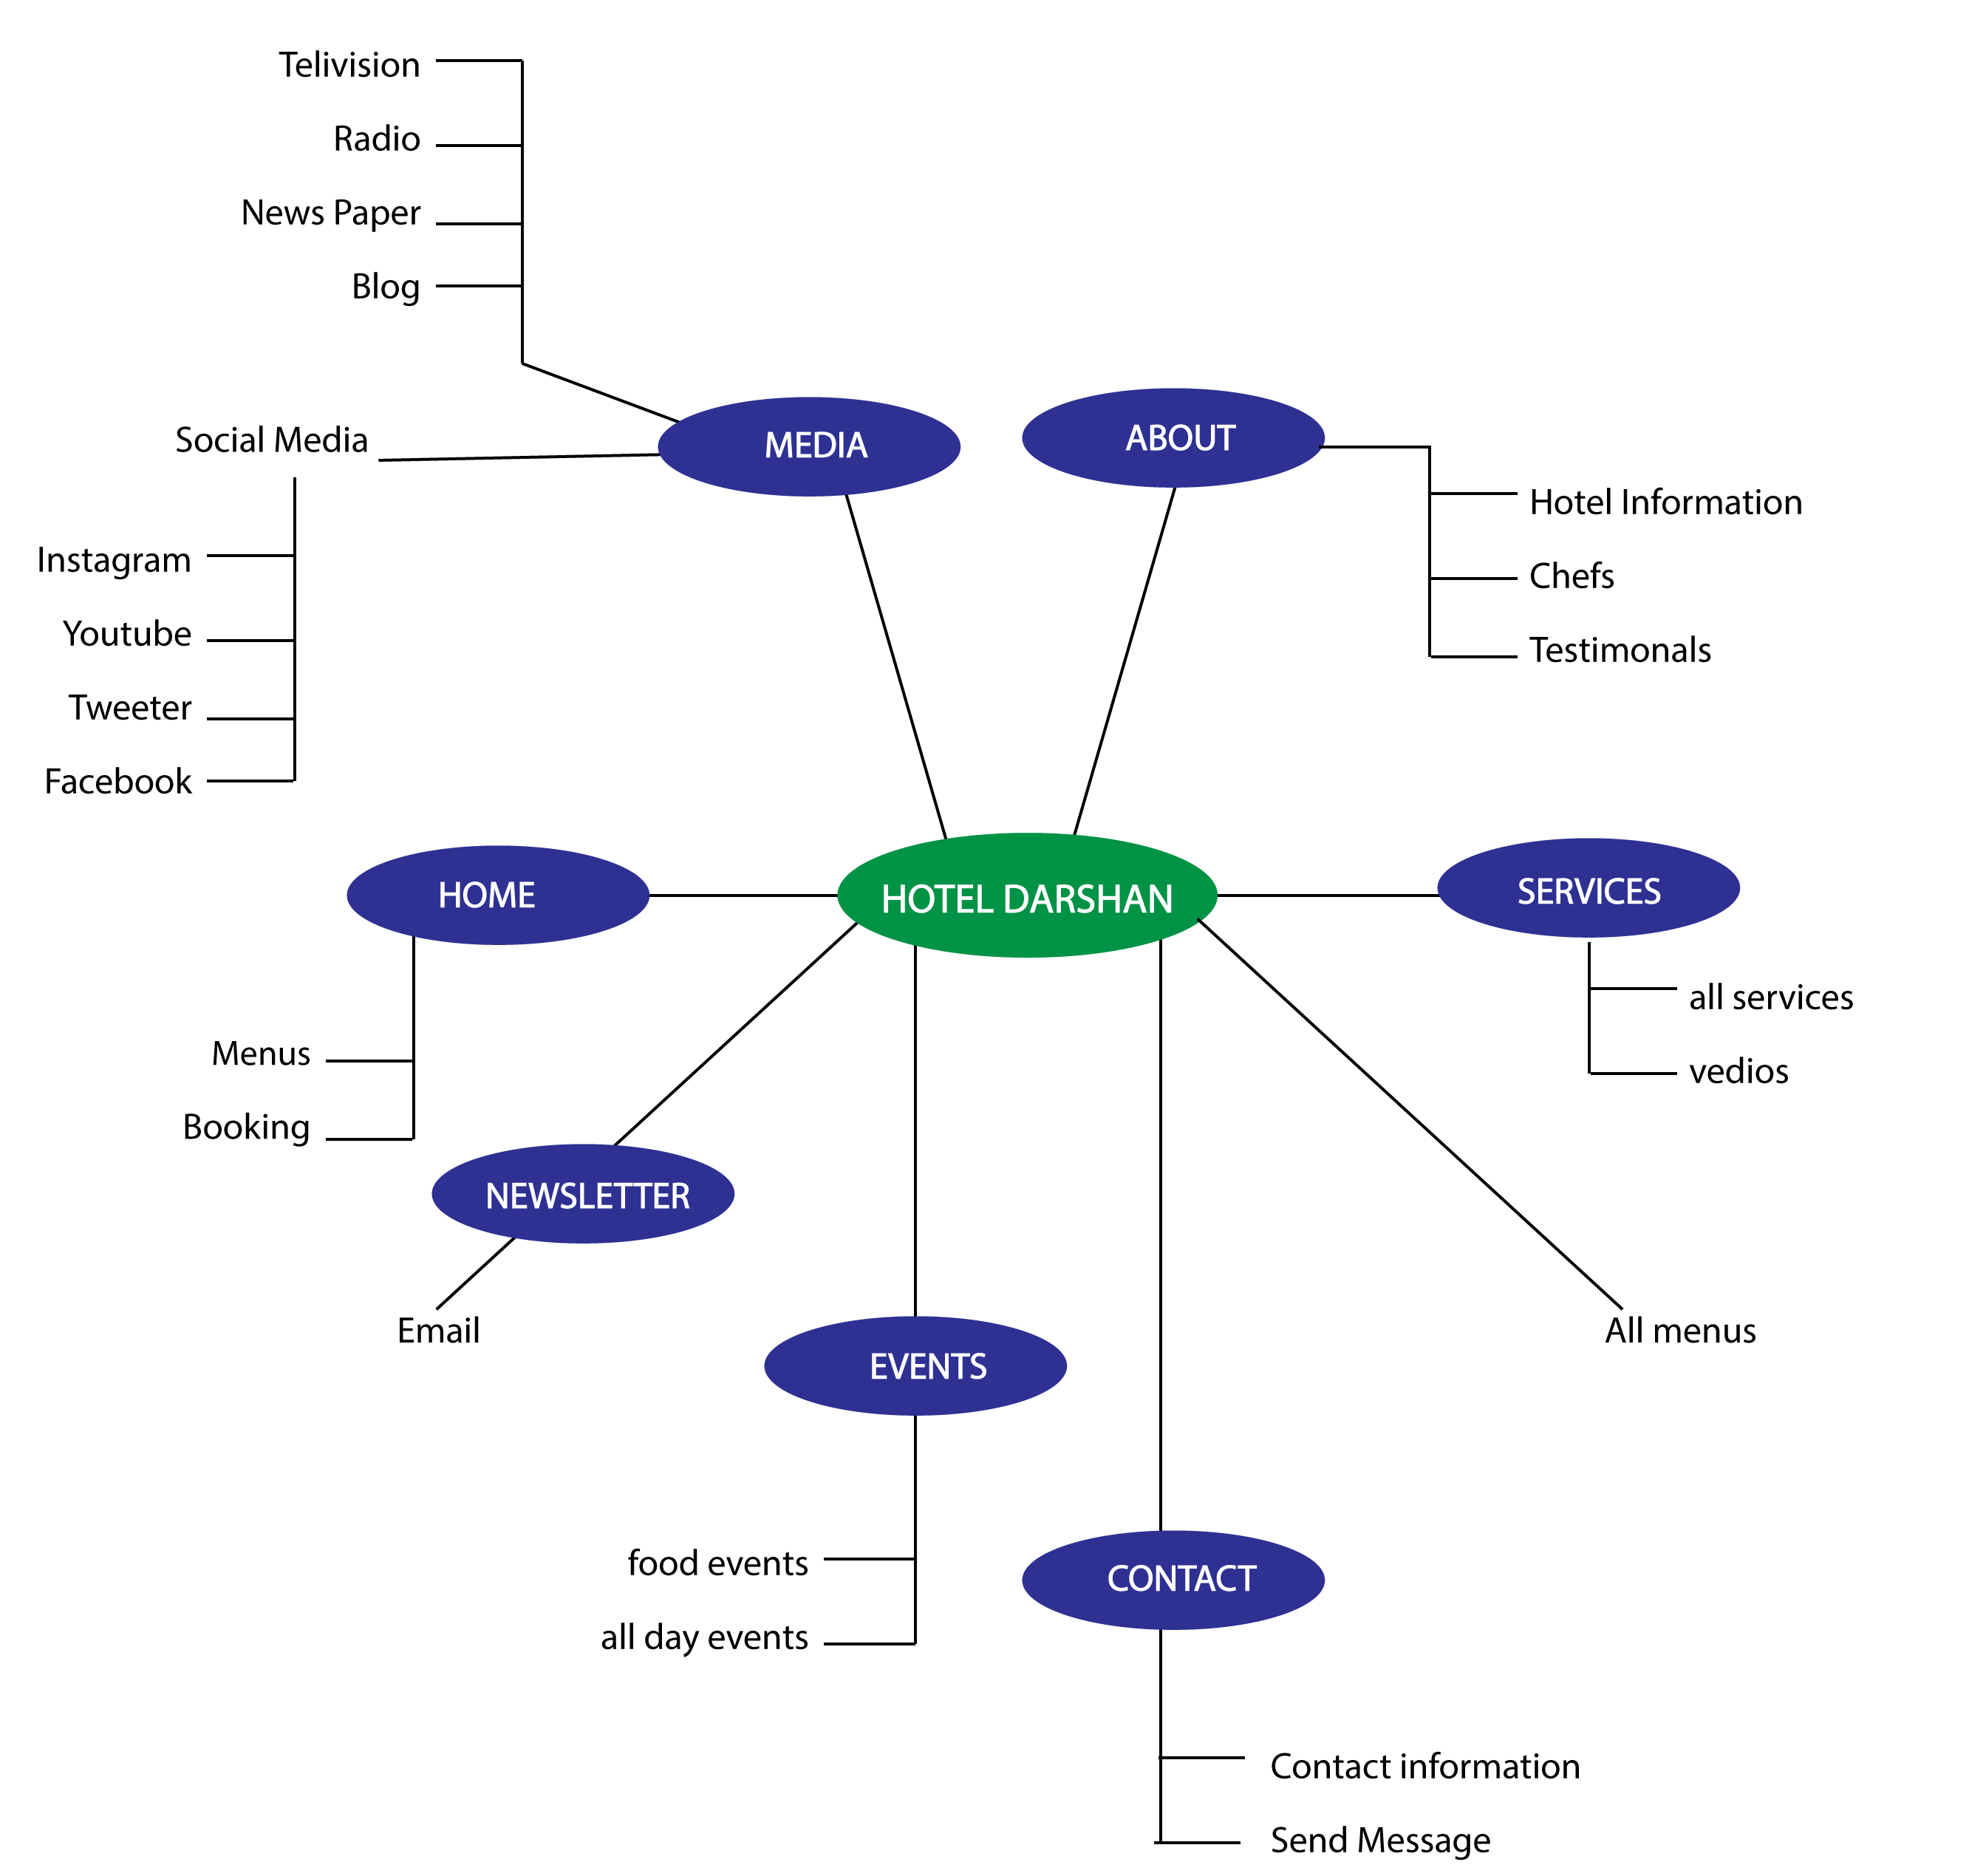 Telivision
Radio
News Paper
Blog
Social Media
MEDIA
ABOUT
Hotel Information
Chefs
Testimonals
Instagram
Youtube
Tweeter
Facebook
HOME
HOTEL DARSHAN
SERVICES
all services
vedios
Menus
Booking
NEWSLETTER
Email
EVENTS
All menus
food events
all day events
CONTACT
Contact information
Send Message